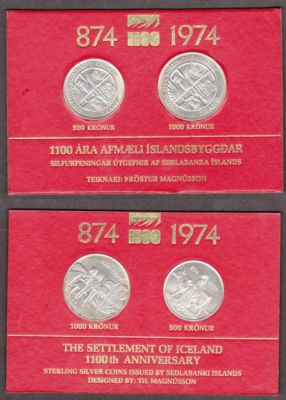 874 1100 1974
500 KRÓNUR 1000 KRÓNUR
1100 ÁRA AFMÆLI ÍSLANDSBYGGÐAR
SILFURPENINGAR ÚTGEFNIR AF SEÐLABANKA ÍSLANDS
TEIKNARI: ÞRÖSTUR MAGNÚSSON
874 1100 1974
1000 KRÓNUR 500 KRÓNUR
THE SETTLEMENT OF ICELAND
1100th ANNIVERSARY
STERLING SILVER COINS ISSUED BY SEÐLABANKI ÍSLANDS
DESIGNED BY: TH. MAGNÚSSON